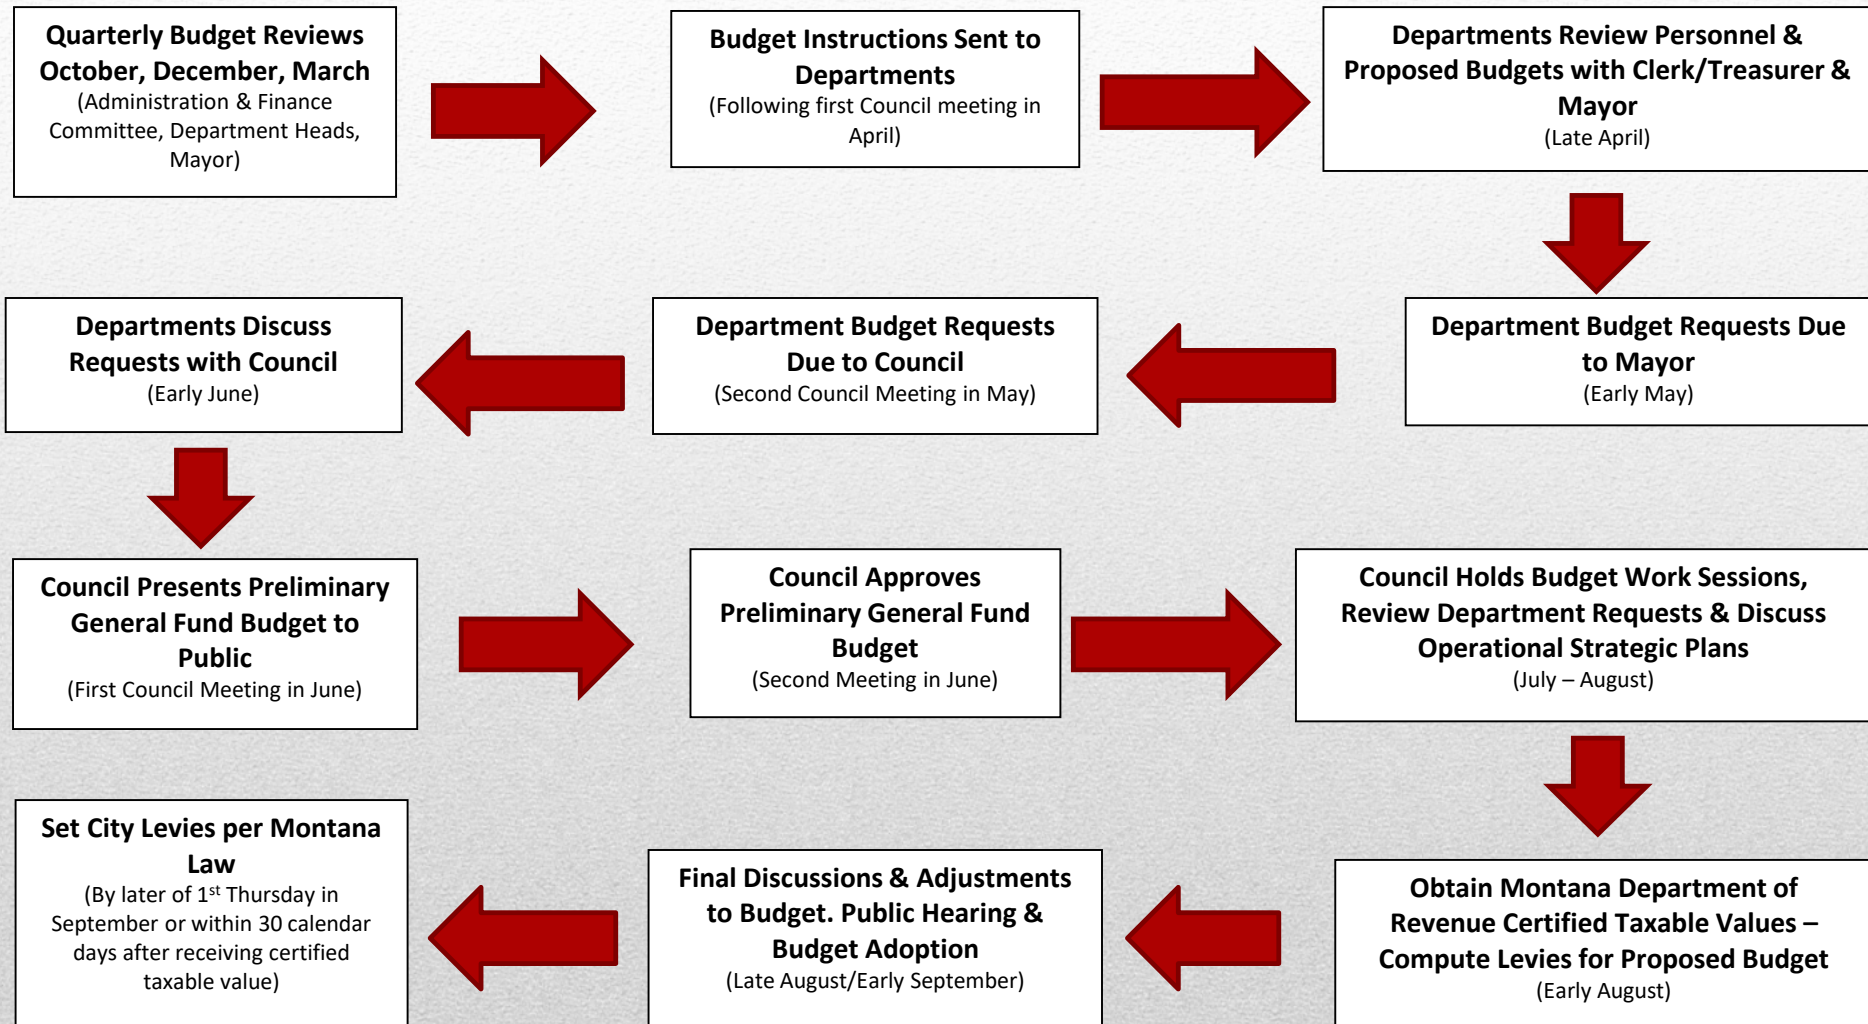 Quarterly Budget Reviews
October, December, March
(Administration & Finance
Committee, Department Heads,
Mayor)
Budget Instructions Sent to
Departments
(Following first Council meeting in
April)
Departments Review Personnel &
Proposed Budgets with Clerk/Treasurer &
Mayor
(Late April)
Department Budget Requests Due
to Mayor
(Early May)
Department Budget Requests
Due to Council
(Second Council Meeting in May)
Departments Discuss
Requests with Council
(Early June)
Council Presents Preliminary
General Fund Budget to
Public
(First Council Meeting in June)
Council Approves
Preliminary General Fund
Budget
(Second Meeting in June)
Council Holds Budget Work Sessions,
Review Department Requests & Discuss
Operational Strategic Plans
(July – August)
Obtain Montana Department of
Revenue Certified Taxable Values –
Compute Levies for Proposed Budget
(Early August)
Final Discussions & Adjustments
to Budget. Public Hearing &
Budget Adoption
(Late August/Early September)
Set City Levies per Montana
Law
(By later of 1st Thursday in
September or within 30 calendar
days after receiving certified
taxable value)